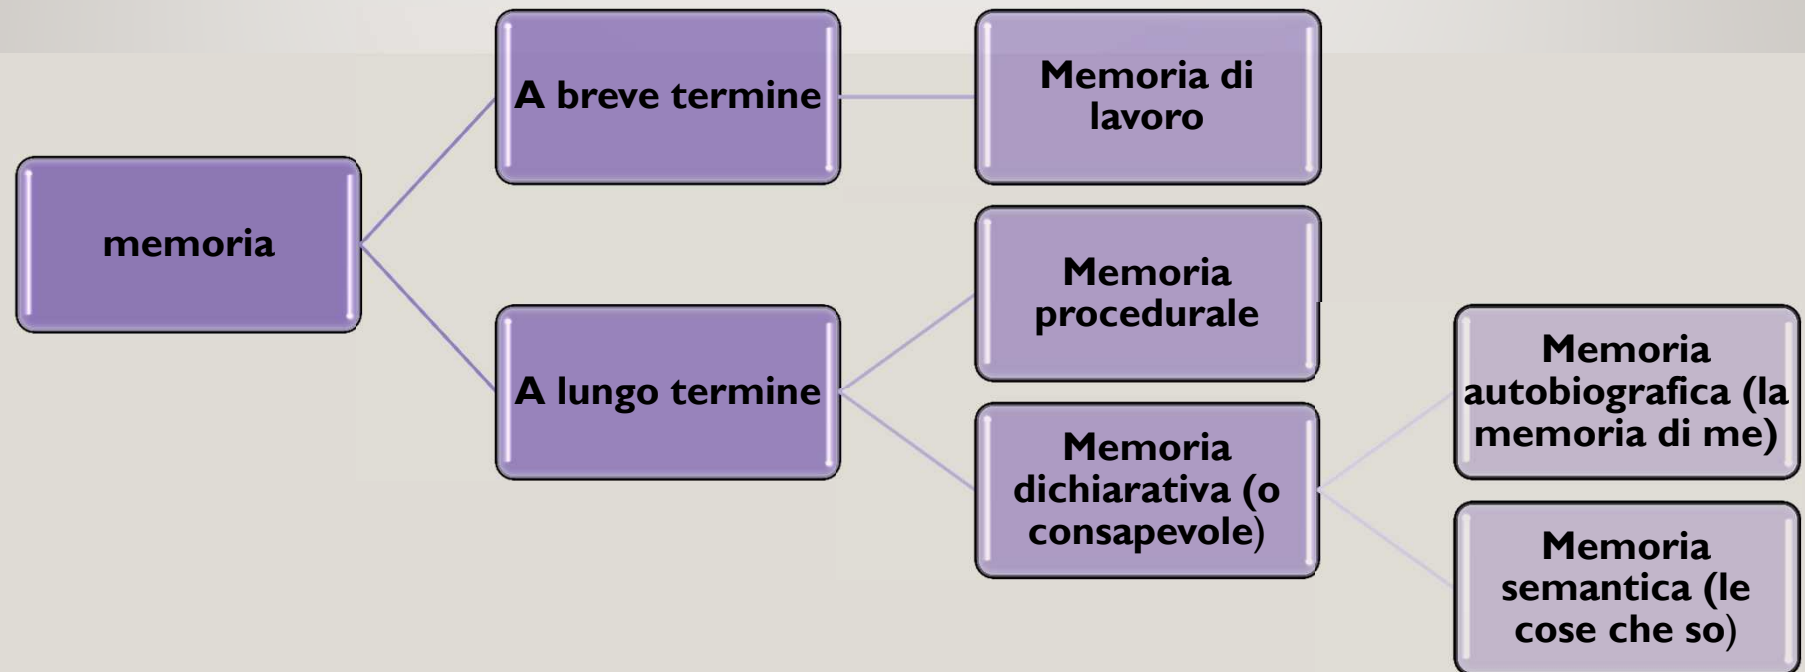 memoria
A breve termine
Memoria di
lavoro
A lungo termine
Memoria
procedurale
Memoria
dichiarativa (o
consapevole)
Memoria
autobiografica (la
memoria di me)
Memoria
semantica (le
cose che so)